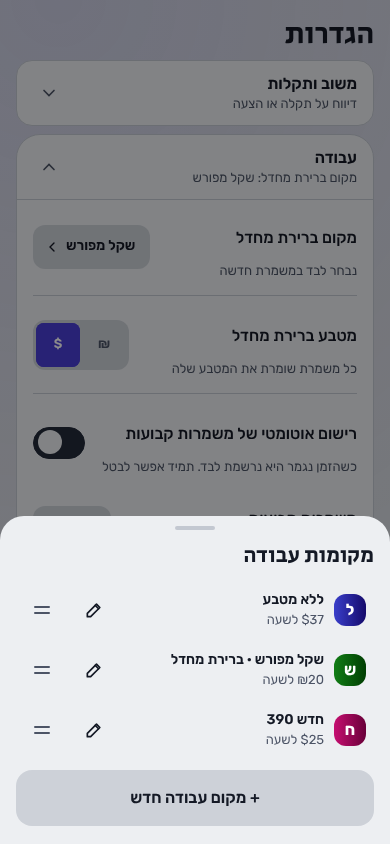 הגדרות
משוב ותקלות
דיווח על תקלה או הצעה
עבודה
מקום ברירת מחדל: שקל מפורש
מקום ברירת מחדל
שקל מפורש
נבחר לבד במשמרת חדשה
מטבע ברירת מחדל
₪
$
כל משמרת שומרת את המטבע שלה
רישום אוטומטי של משמרות קבועות
כשהזמן נגמר היא נרשמת לבד. תמיד אפשר לבטל
מקומות עבודה
ל
ללא מטבע
$37 לשעה
ש
שקל מפורש • ברירת מחדל
₪20 לשעה
ח
חדש 390
$25 לשעה
+ מקום עבודה חדש